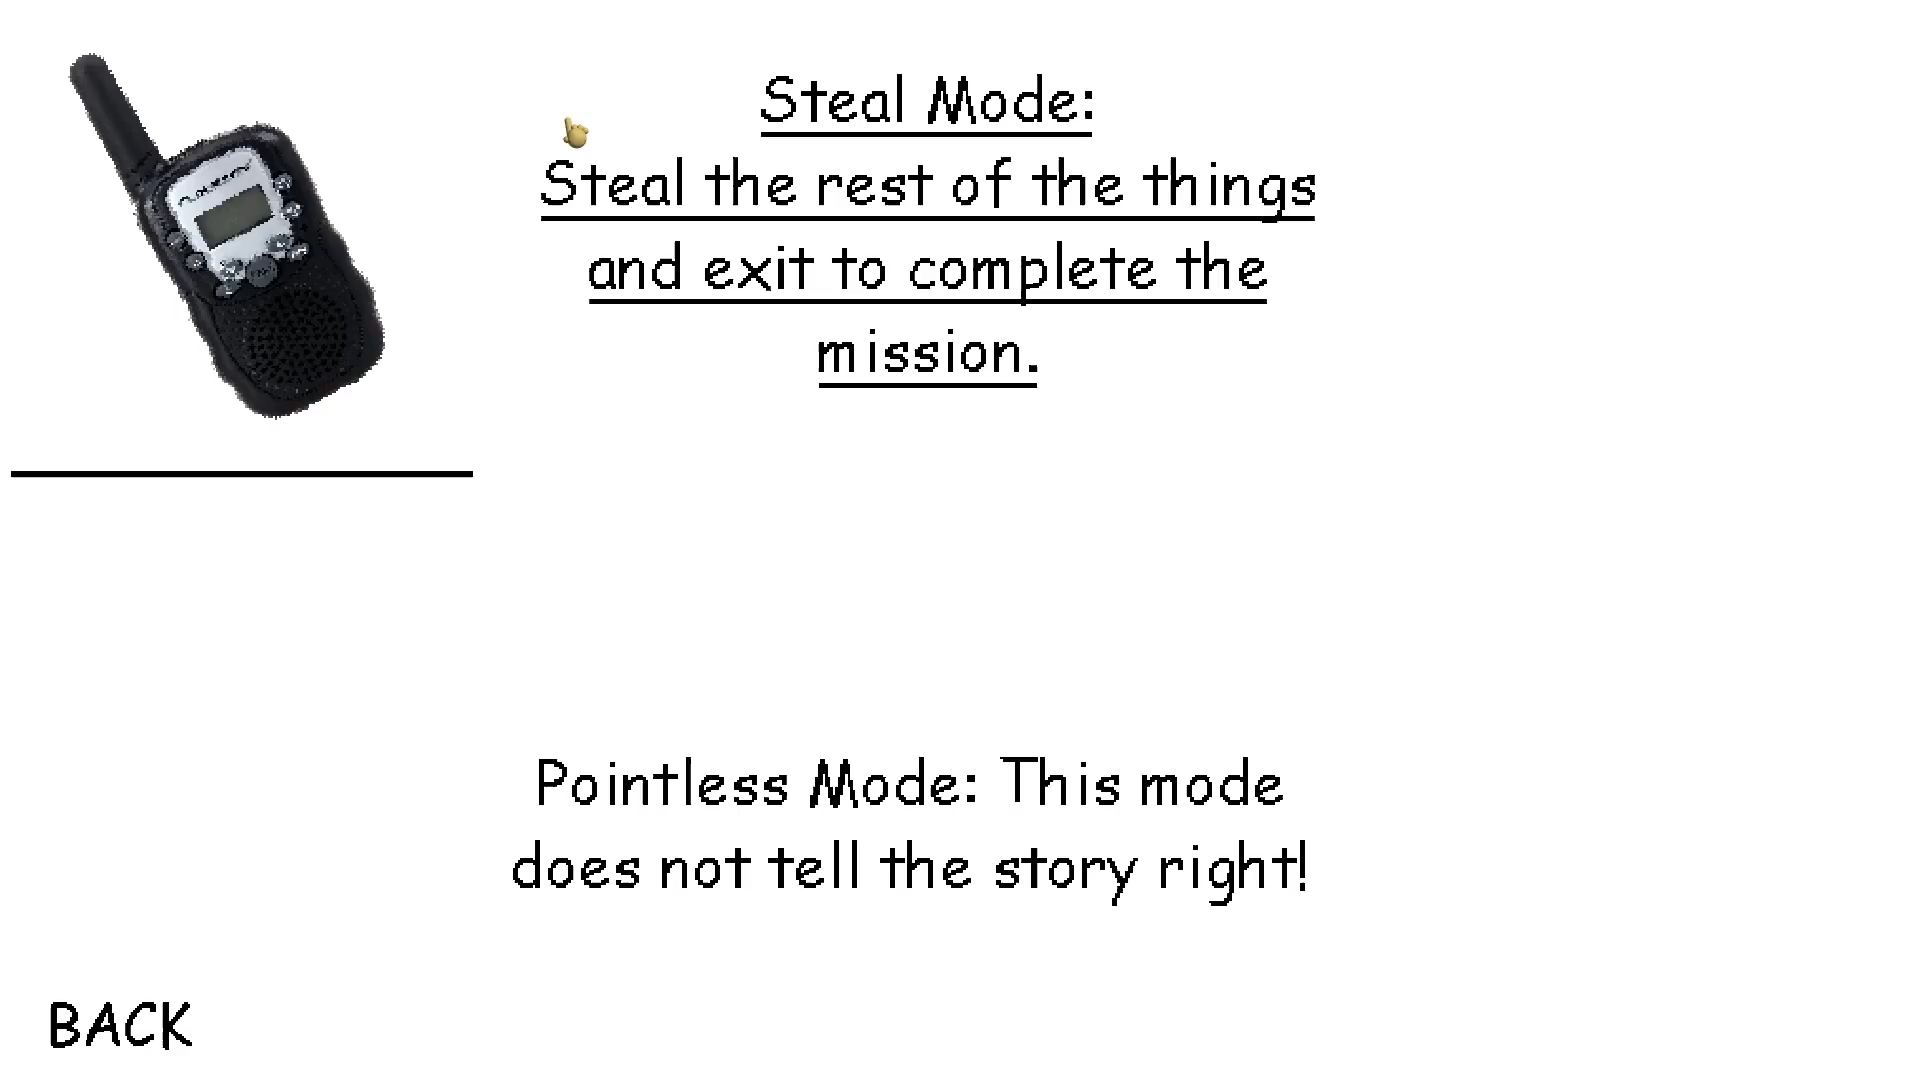 Steal Mode:
Steal the rest of the things
and exit to complete the
mission.
Pointless Mode: This mode
does not tell the story right!
BACK